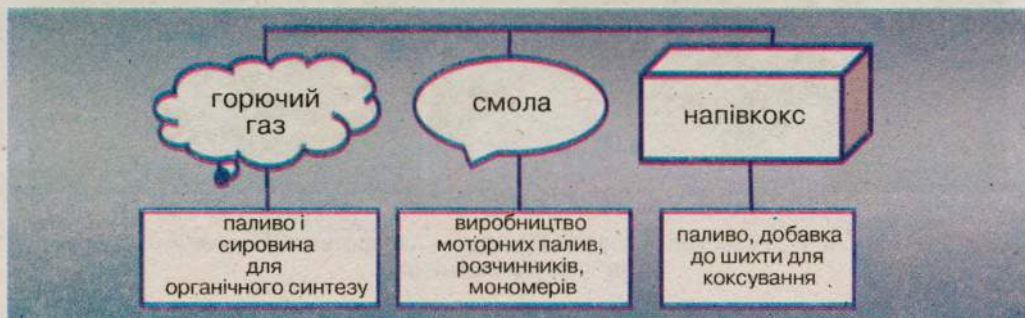 горючий
газ
смола
напівкокс
паливо і
сировина
для
органічного синтезу
виробництво
моторних палив,
розчинників,
мономерів
паливо, добавка
до шихти для
коксування